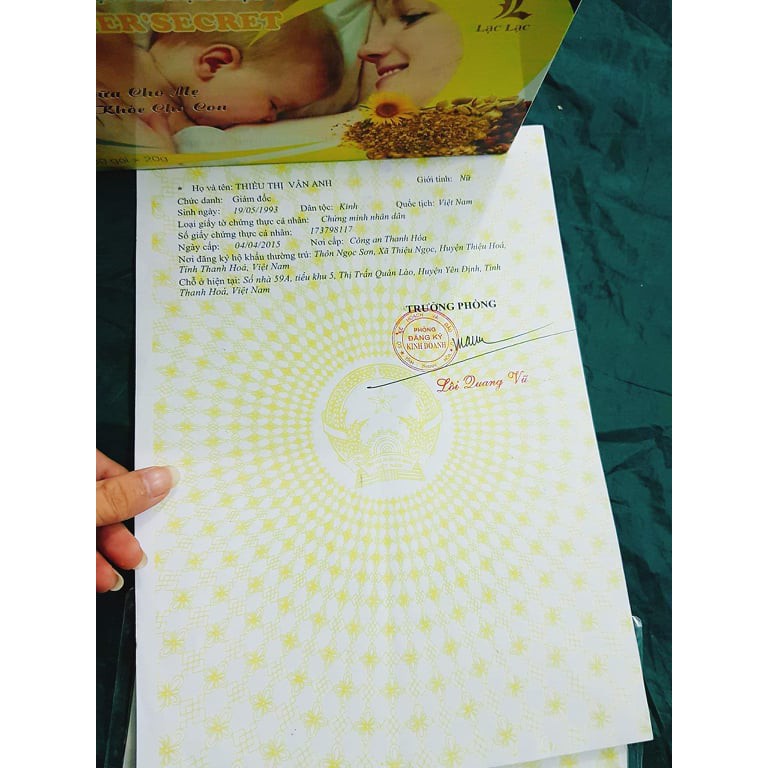 ER'SECRET
Lạc Lạc
ữa Cho Mẹ
Khỏe Cho Con
gói x 20g
* Họ và tên: THIỀU THỊ VÂN ANH Giới tính: Nữ
Chức danh: Giám đốc
Sinh ngày: 19/05/1993 Dân tộc: Kinh Quốc tịch: Việt Nam
Loại giấy tờ chứng thực cá nhân: Chứng minh nhân dân
Số giấy chứng thực cá nhân: 173798117
Ngày cấp: 04/04/2015 Nơi cấp: Công an Thanh Hóa
Nơi đăng ký hộ khẩu thường trú: Thôn Ngọc Sơn, Xã Thiệu Ngọc, Huyện Thiệu Hoá,
Tỉnh Thanh Hoá, Việt Nam
Chỗ ở hiện tại: Số nhà 59A, tiểu khu 5, Thị Trấn Quán Lào, Huyện Yên Định, Tỉnh
Thanh Hoá, Việt Nam
TRƯỞNG PHÒNG
PHÒNG
ĐĂNG KÝ
KINH DOANH
Lôi Quang Vũ